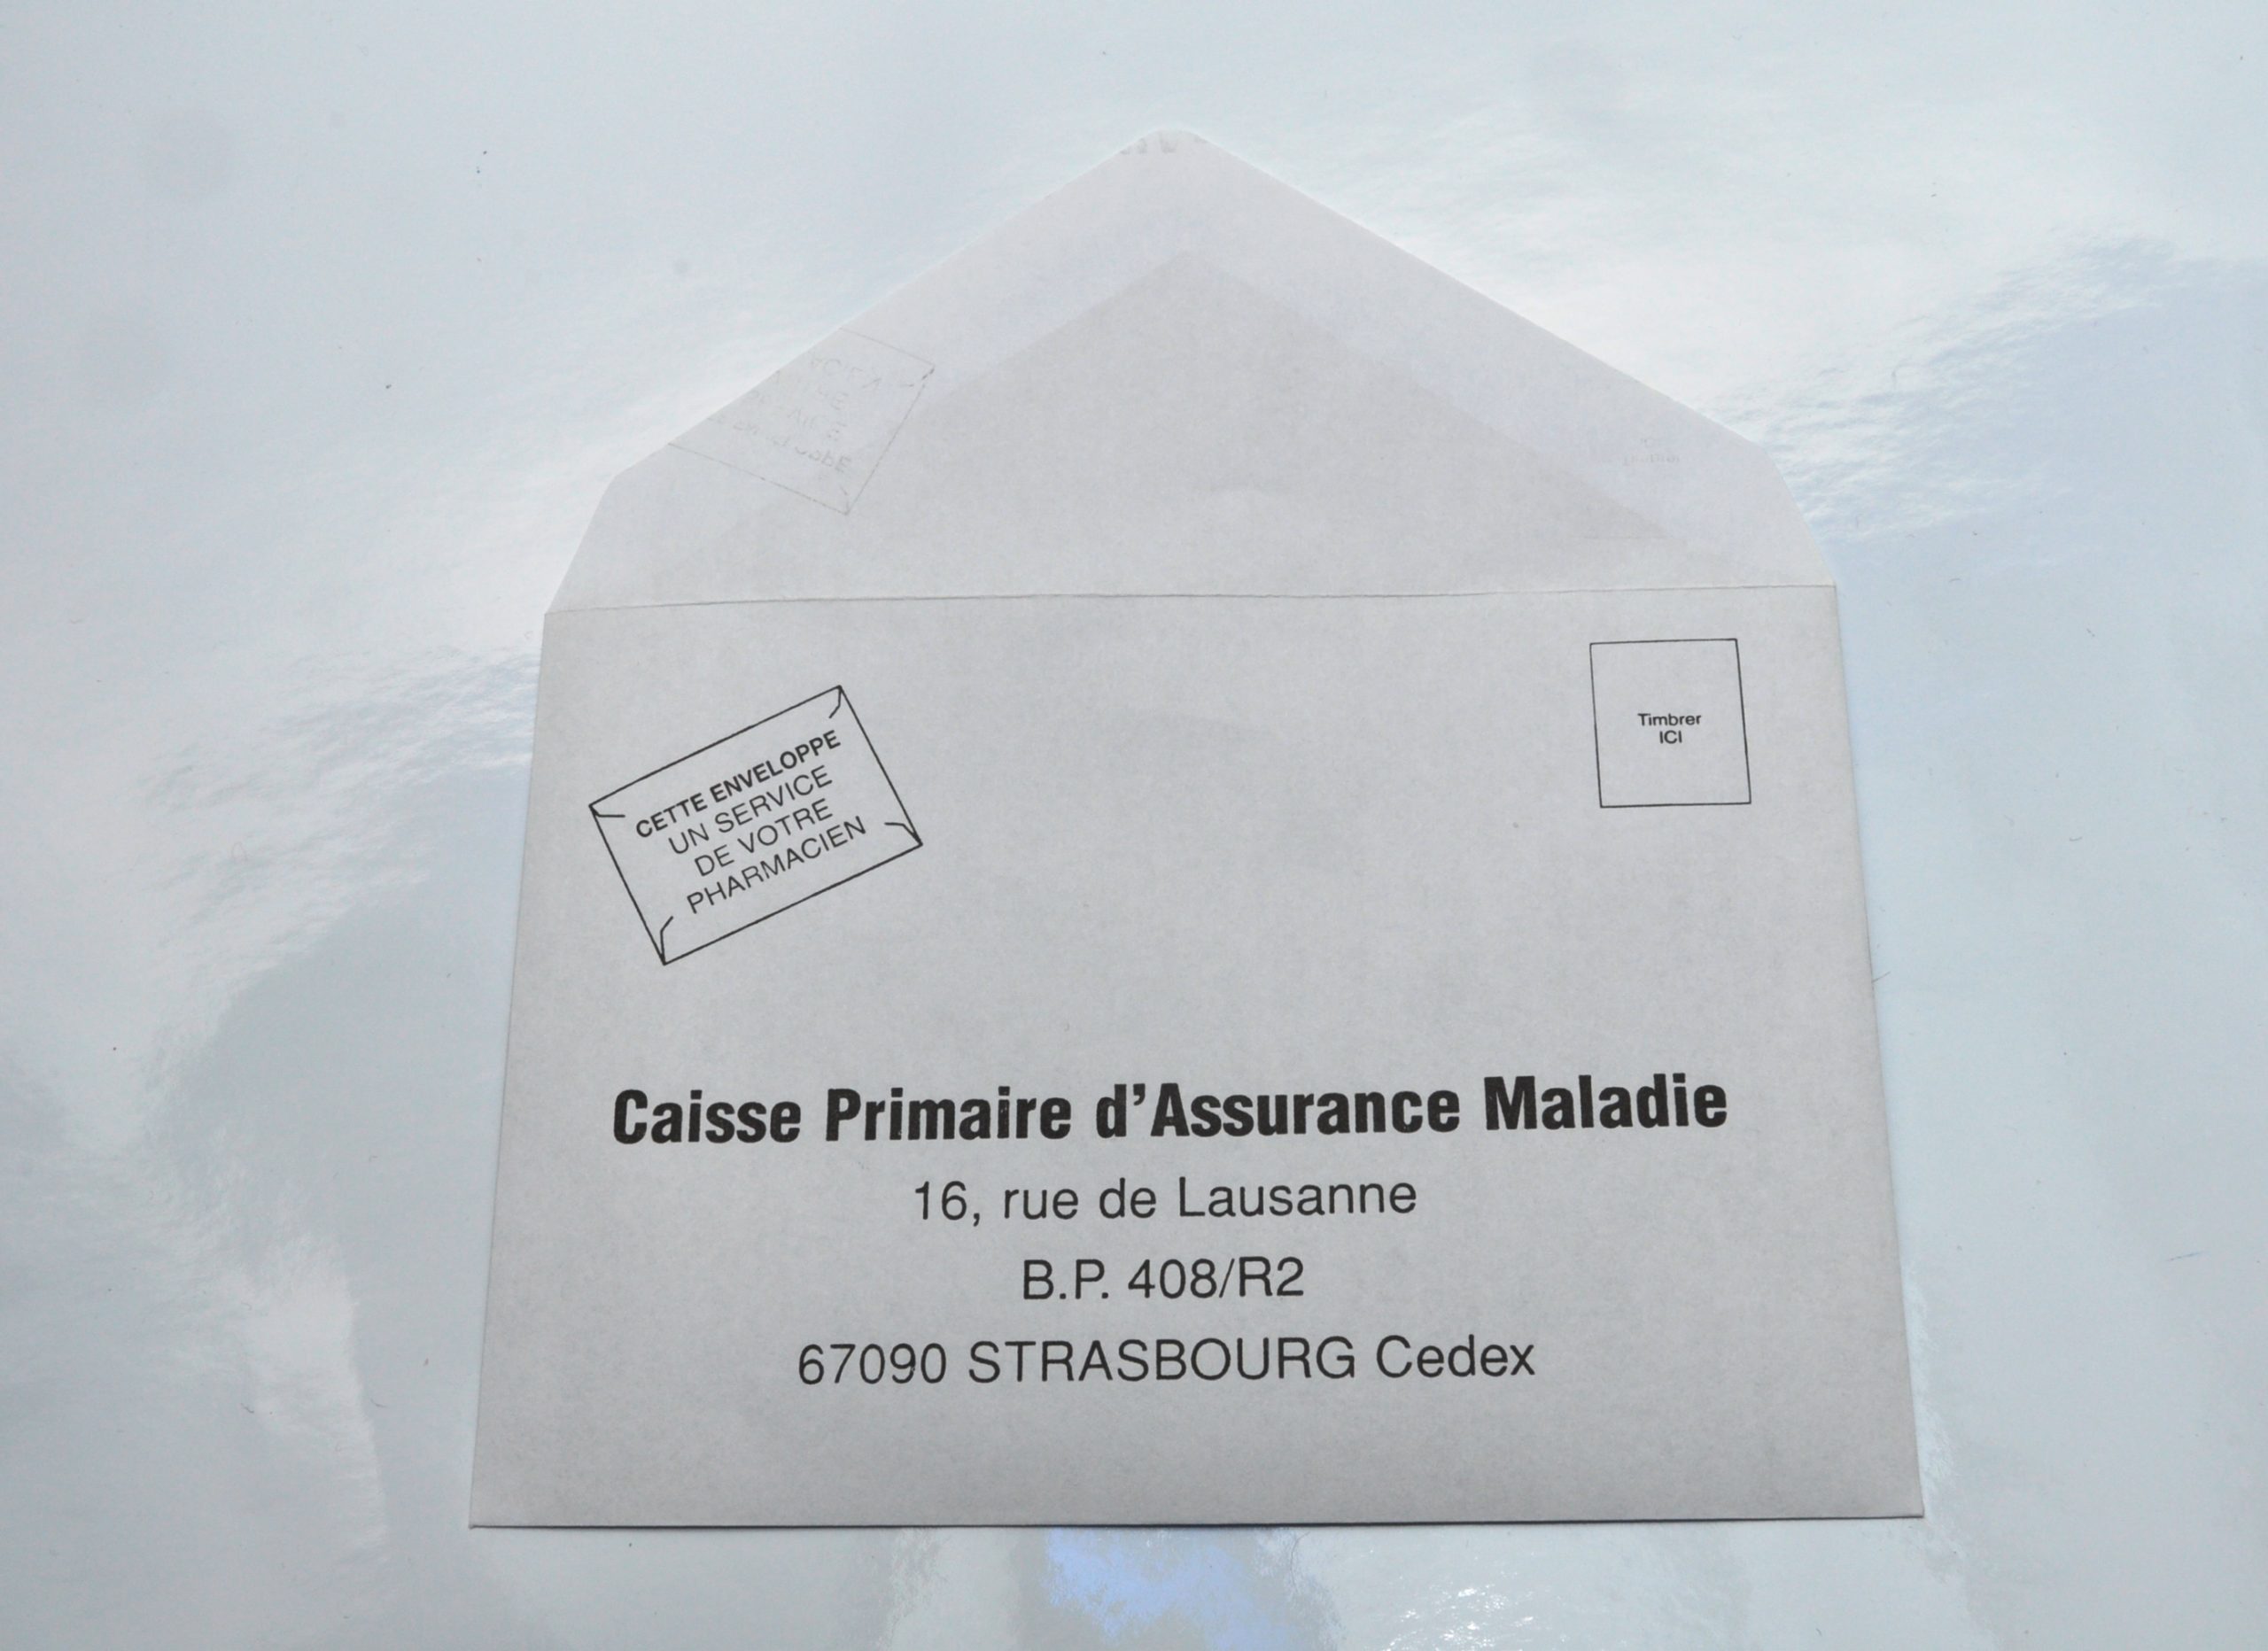 CETTE ENVELOPPE
UN SERVICE
DE VOTRE
PHARMACIEN
Timbrer
ICI
Caisse Primaire d'Assurance Maladie
16, rue de Lausanne
B.P. 408/R2
67090 STRASBOURG Cedex